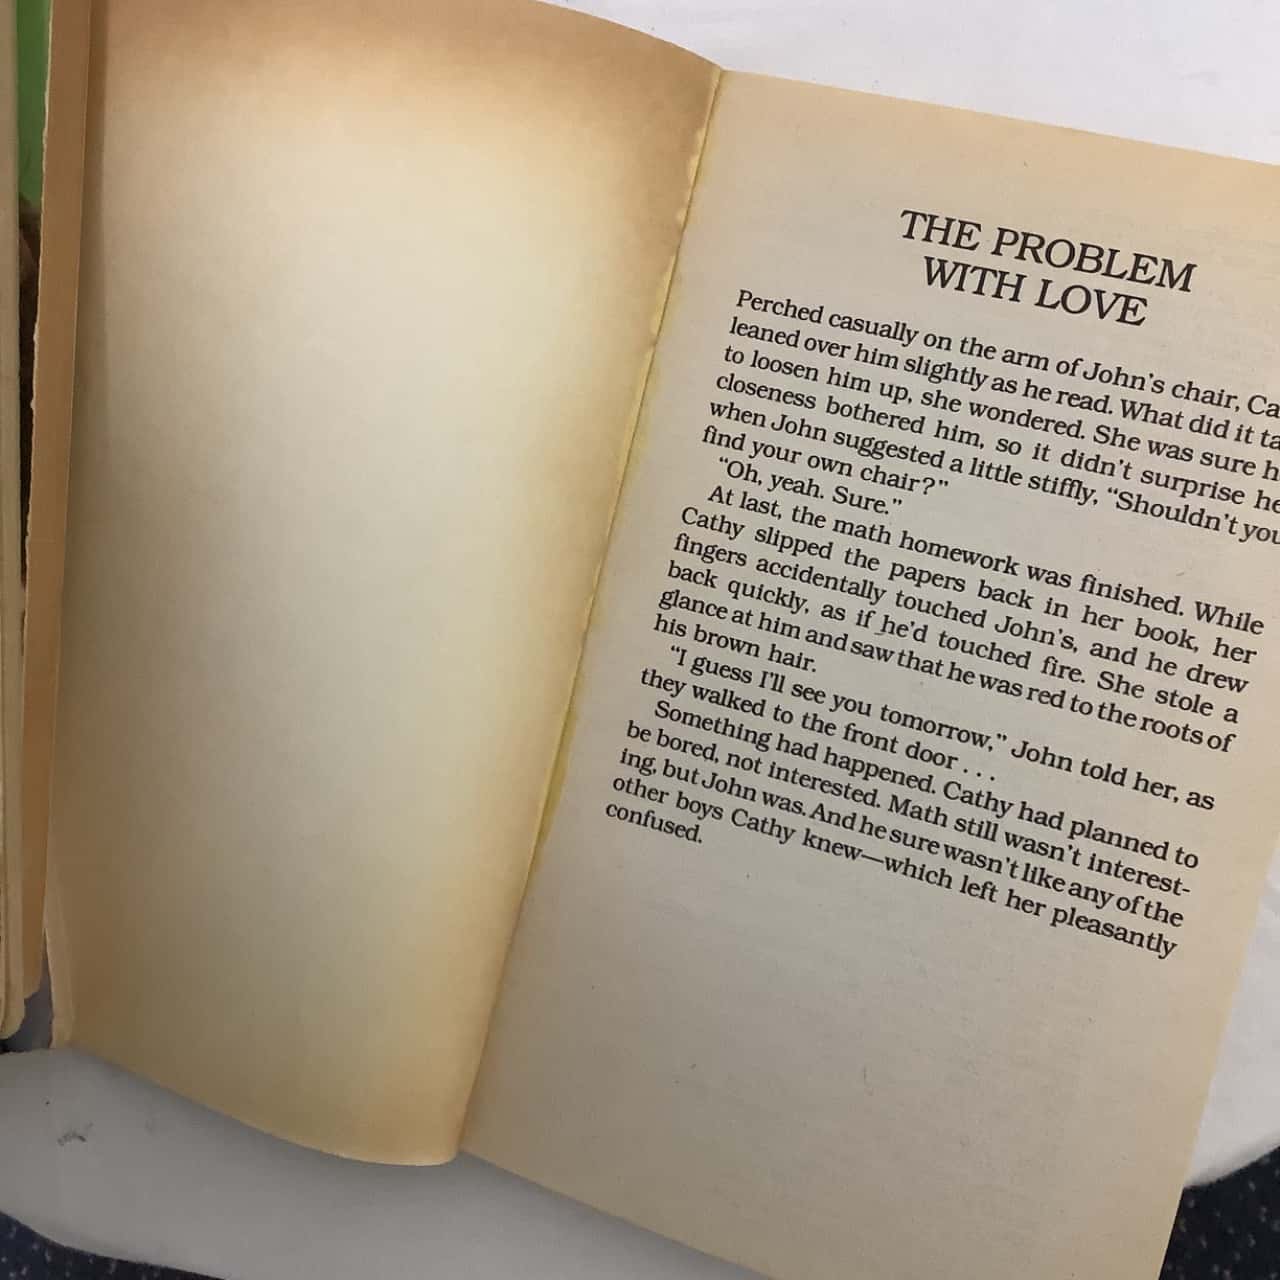 THE PROBLEM
WITH LOVE
Perched casually on the arm of John's chair,
leaned over him slightly as he read. What did it
to loosen him up, she wondered. She was sure
closeness bothered him, so it didn't surprise
when John suggested a little stiffly, “Shouldn't you
find your own chair?”
“Oh, yeah. Sure.”
At last, the math homework was finished. While
Cathy slipped the papers back in her book, her
fingers accidentally touched John's, and he drew
back quickly, as if he'd touched fire. She stole a
glance at him and saw that he was red to the roots of
his brown hair.
“I guess I'll see you tomorrow,” John told her, as
they walked to the front door . . .
Something had happened. Cathy had planned to
be bored, not interested. Math still wasn't interest-
ing, but John was. And he sure wasn't like any of the
other boys Cathy knew—which left her pleasantly
confused.